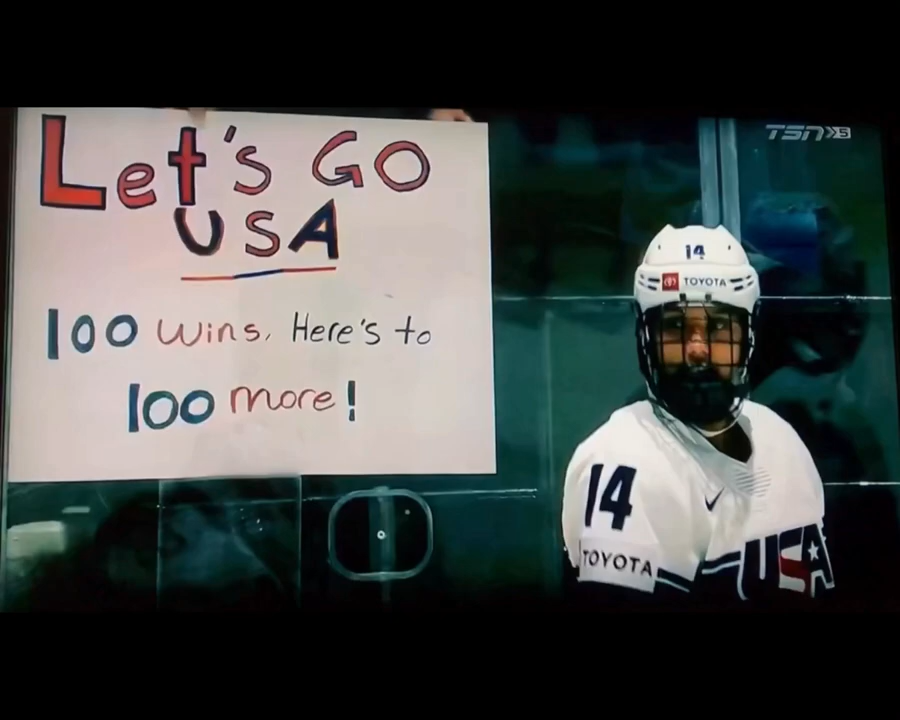 Let's GO
USA
100 wins. Here's to
100 more!
TSN 5
14
TOYOTA
14
TOYOTA
USA